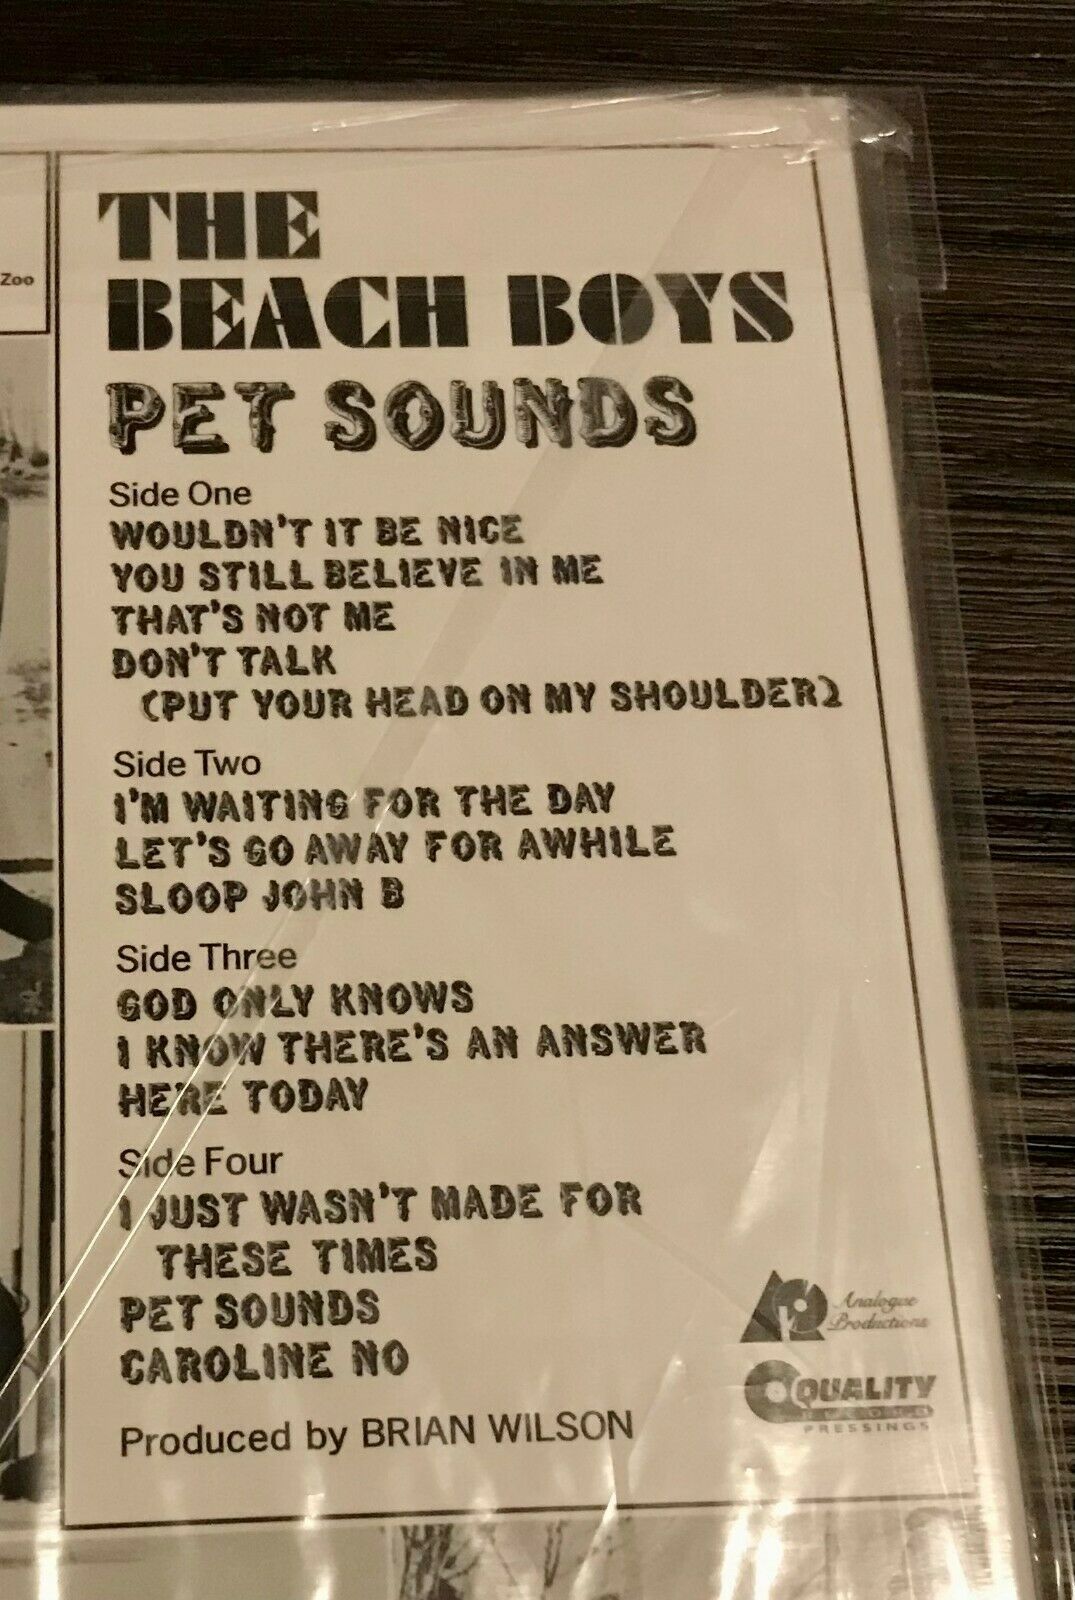 Zoo
THE
BEACH BOYS
PET SOUNDS
Side One
WOULDN'T IT BE NICE
YOU STILL BELIEVE IN ME
THAT'S NOT ME
DON'T TALK
(PUT YOUR HEAD ON MY SHOULDER)
Side Two
I'M WAITING FOR THE DAY
LET'S GO AWAY FOR AWHILE
SLOOP JOHN B
Side Three
GOD ONLY KNOWS
I KNOW THERE'S AN ANSWER
HERE TODAY
Side Four
I JUST WASN'T MADE FOR
THESE TIMES
PET SOUNDS
CAROLINE NO
Analogue
Productions
QUALITY
RECORD
PRESSINGS
Produced by BRIAN WILSON